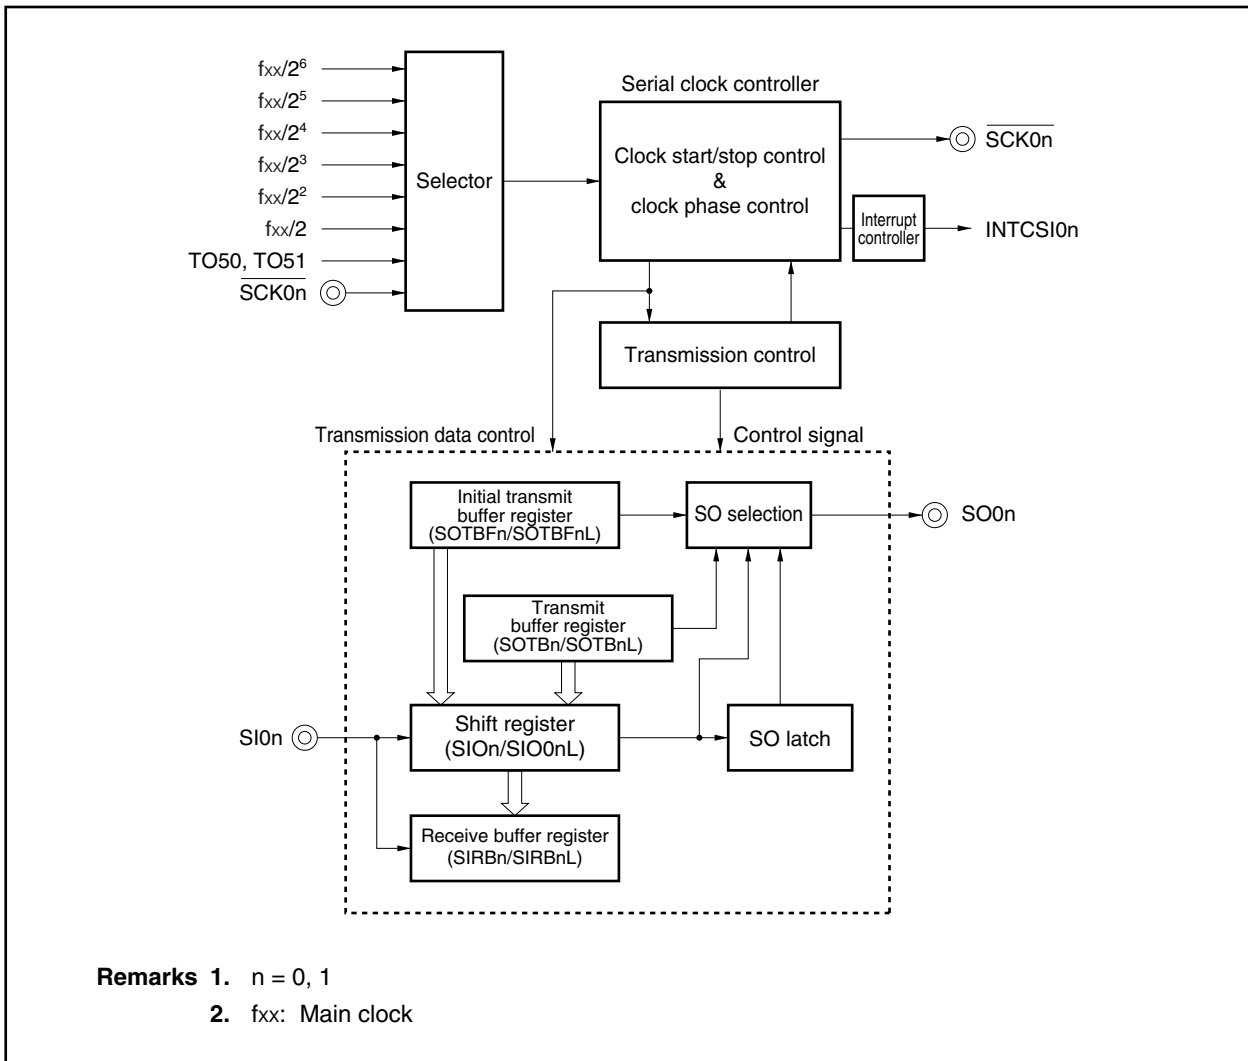 fxx/2⁶
fxx/2⁵
fxx/2⁴
fxx/2³
fxx/2²
fxx/2
TO50, TO51
SCK0n
Selector
Serial clock controller
Clock start/stop control
&
clock phase control
SCK0n
Interrupt
controller
INTCSI0n
Transmission control
Transmission data control
Control signal
Initial transmit
buffer register
(SOTBFn/SOTBFnL)
SO selection
SO0n
Transmit
buffer register
(SOTBn/SOTBnL)
SI0n
Shift register
(SIOn/SIO0nL)
SO latch
Receive buffer register
(SIRBn/SIRBnL)
Remarks 1. n = 0, 1
2. fxx: Main clock